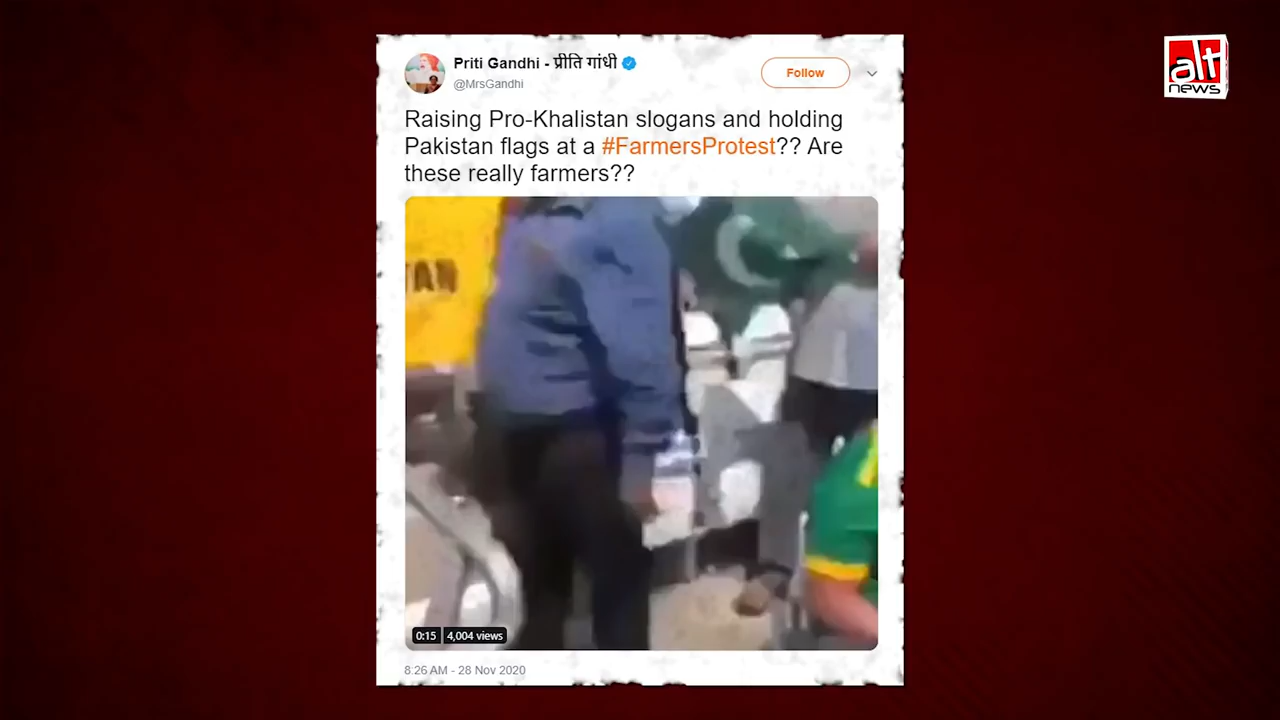 alt
news
Priti Gandhi - प्रीति गांधी
@MrsGandhi
Follow
Raising Pro-Khalistan slogans and holding
Pakistan flags at a #FarmersProtest?? Are
these really farmers??
TAN
0:15 4,004 views
8:26 AM - 28 Nov 2020